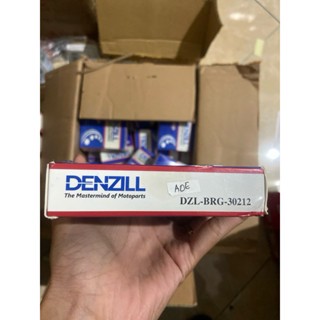 DENZILL
The Mastermind of Motoparts
ADE
DZL-BRG-30212